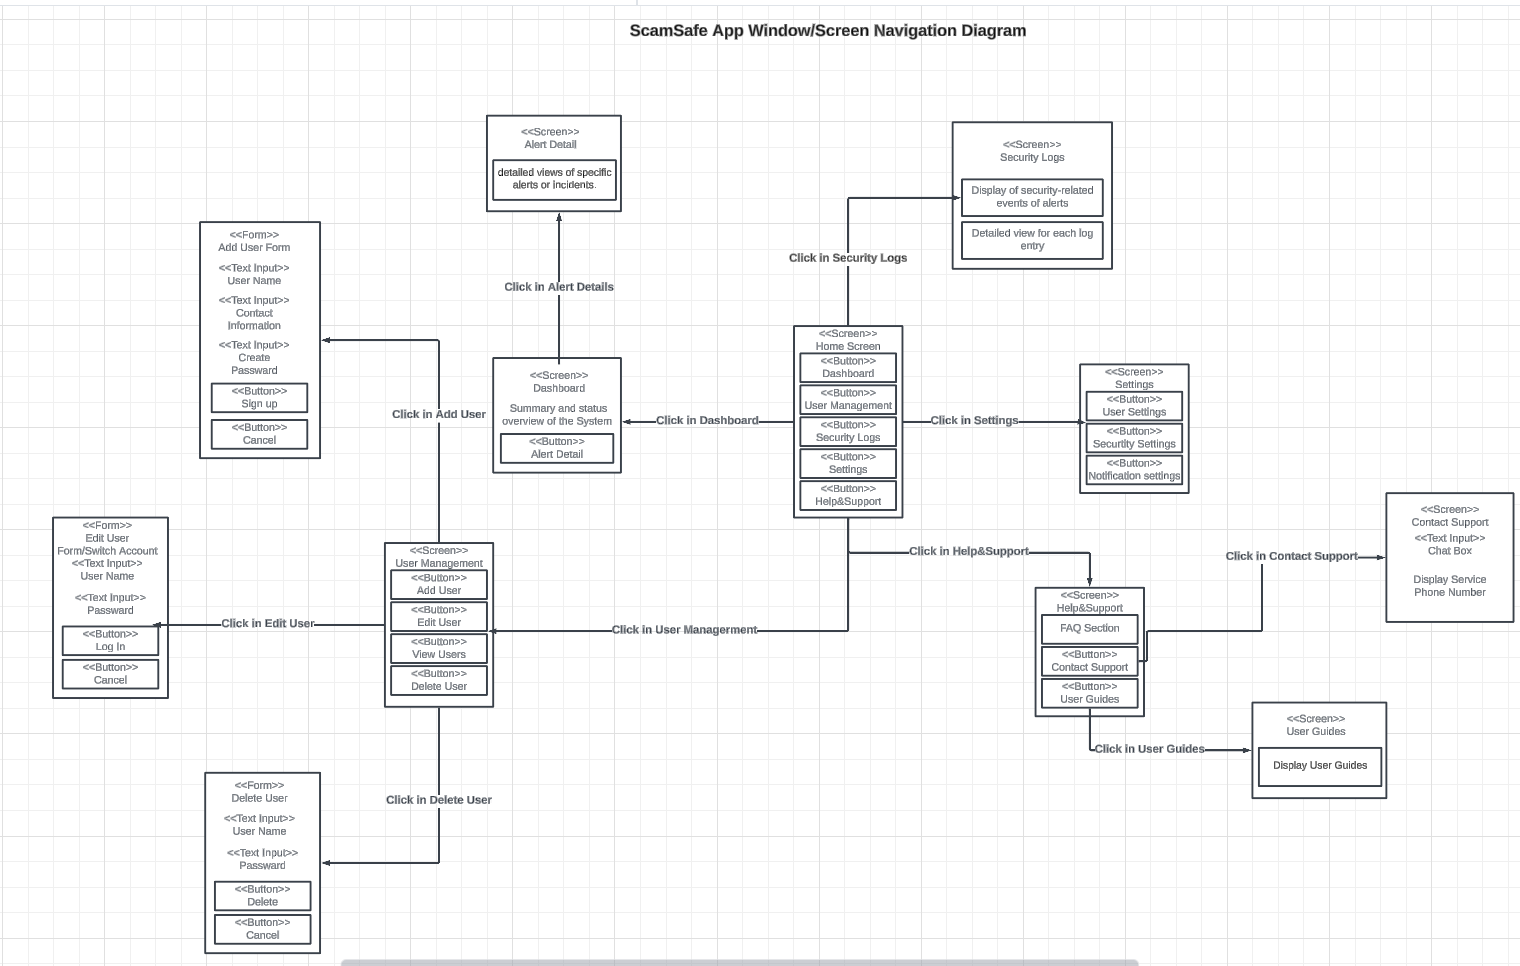 ScamSafe App Window/Screen Navigation Diagram
<<Screen>>
Alert Detail
detailed views of specific
alerts or incidents.
<<Screen>>
Security Logs
Display of security-related
events of alerts
Detailed view for each log
entry
<<Form>>
Add User Form
<<Text Input>>
User Name
<<Text Input>>
Contact
Information
<<Text Input>>
Create
Password
<<Button>>
Sign up
<<Button>>
Cancel
Click in Security Logs
Click in Alert Details
<<Screen>>
Home Screen
<<Button>>
Dashboard
<<Button>>
User Management
<<Button>>
Security Logs
<<Button>>
Settings
<<Button>>
Help&Support
<<Screen>>
Dashboard
Summary and status
overview of the System
<<Button>>
Alert Detail
<<Screen>>
Settings
<<Button>>
User Settings
<<Button>>
Security Settings
<<Button>>
Notification settings
Click in Add User
Click in Dashboard
Click in Settings
<<Screen>>
Contact Support
<<Text Input>>
Chat Box
Display Service
Phone Number
<<Form>>
Edit User
Form/Switch Account
<<Text Input>>
User Name
<<Text Input>>
Passward
<<Button>>
Log In
<<Button>>
Cancel
<<Screen>>
User Management
<<Button>>
Add User
<<Button>>
Edit User
<<Button>>
View Users
<<Button>>
Delete User
Click in Help&Support
Click in Contact Support
<<Screen>>
Help&Support
FAQ Section
<<Button>>
Contact Support
<<Button>>
User Guides
Click in Edit User
Click in User Managerment
<<Screen>>
User Guides
Display User Guides
Click in User Guides
<<Form>>
Delete User
<<Text Input>>
User Name
<<Text Input>>
Passward
<<Button>>
Delete
<<Button>>
Cancel
Click in Delete User